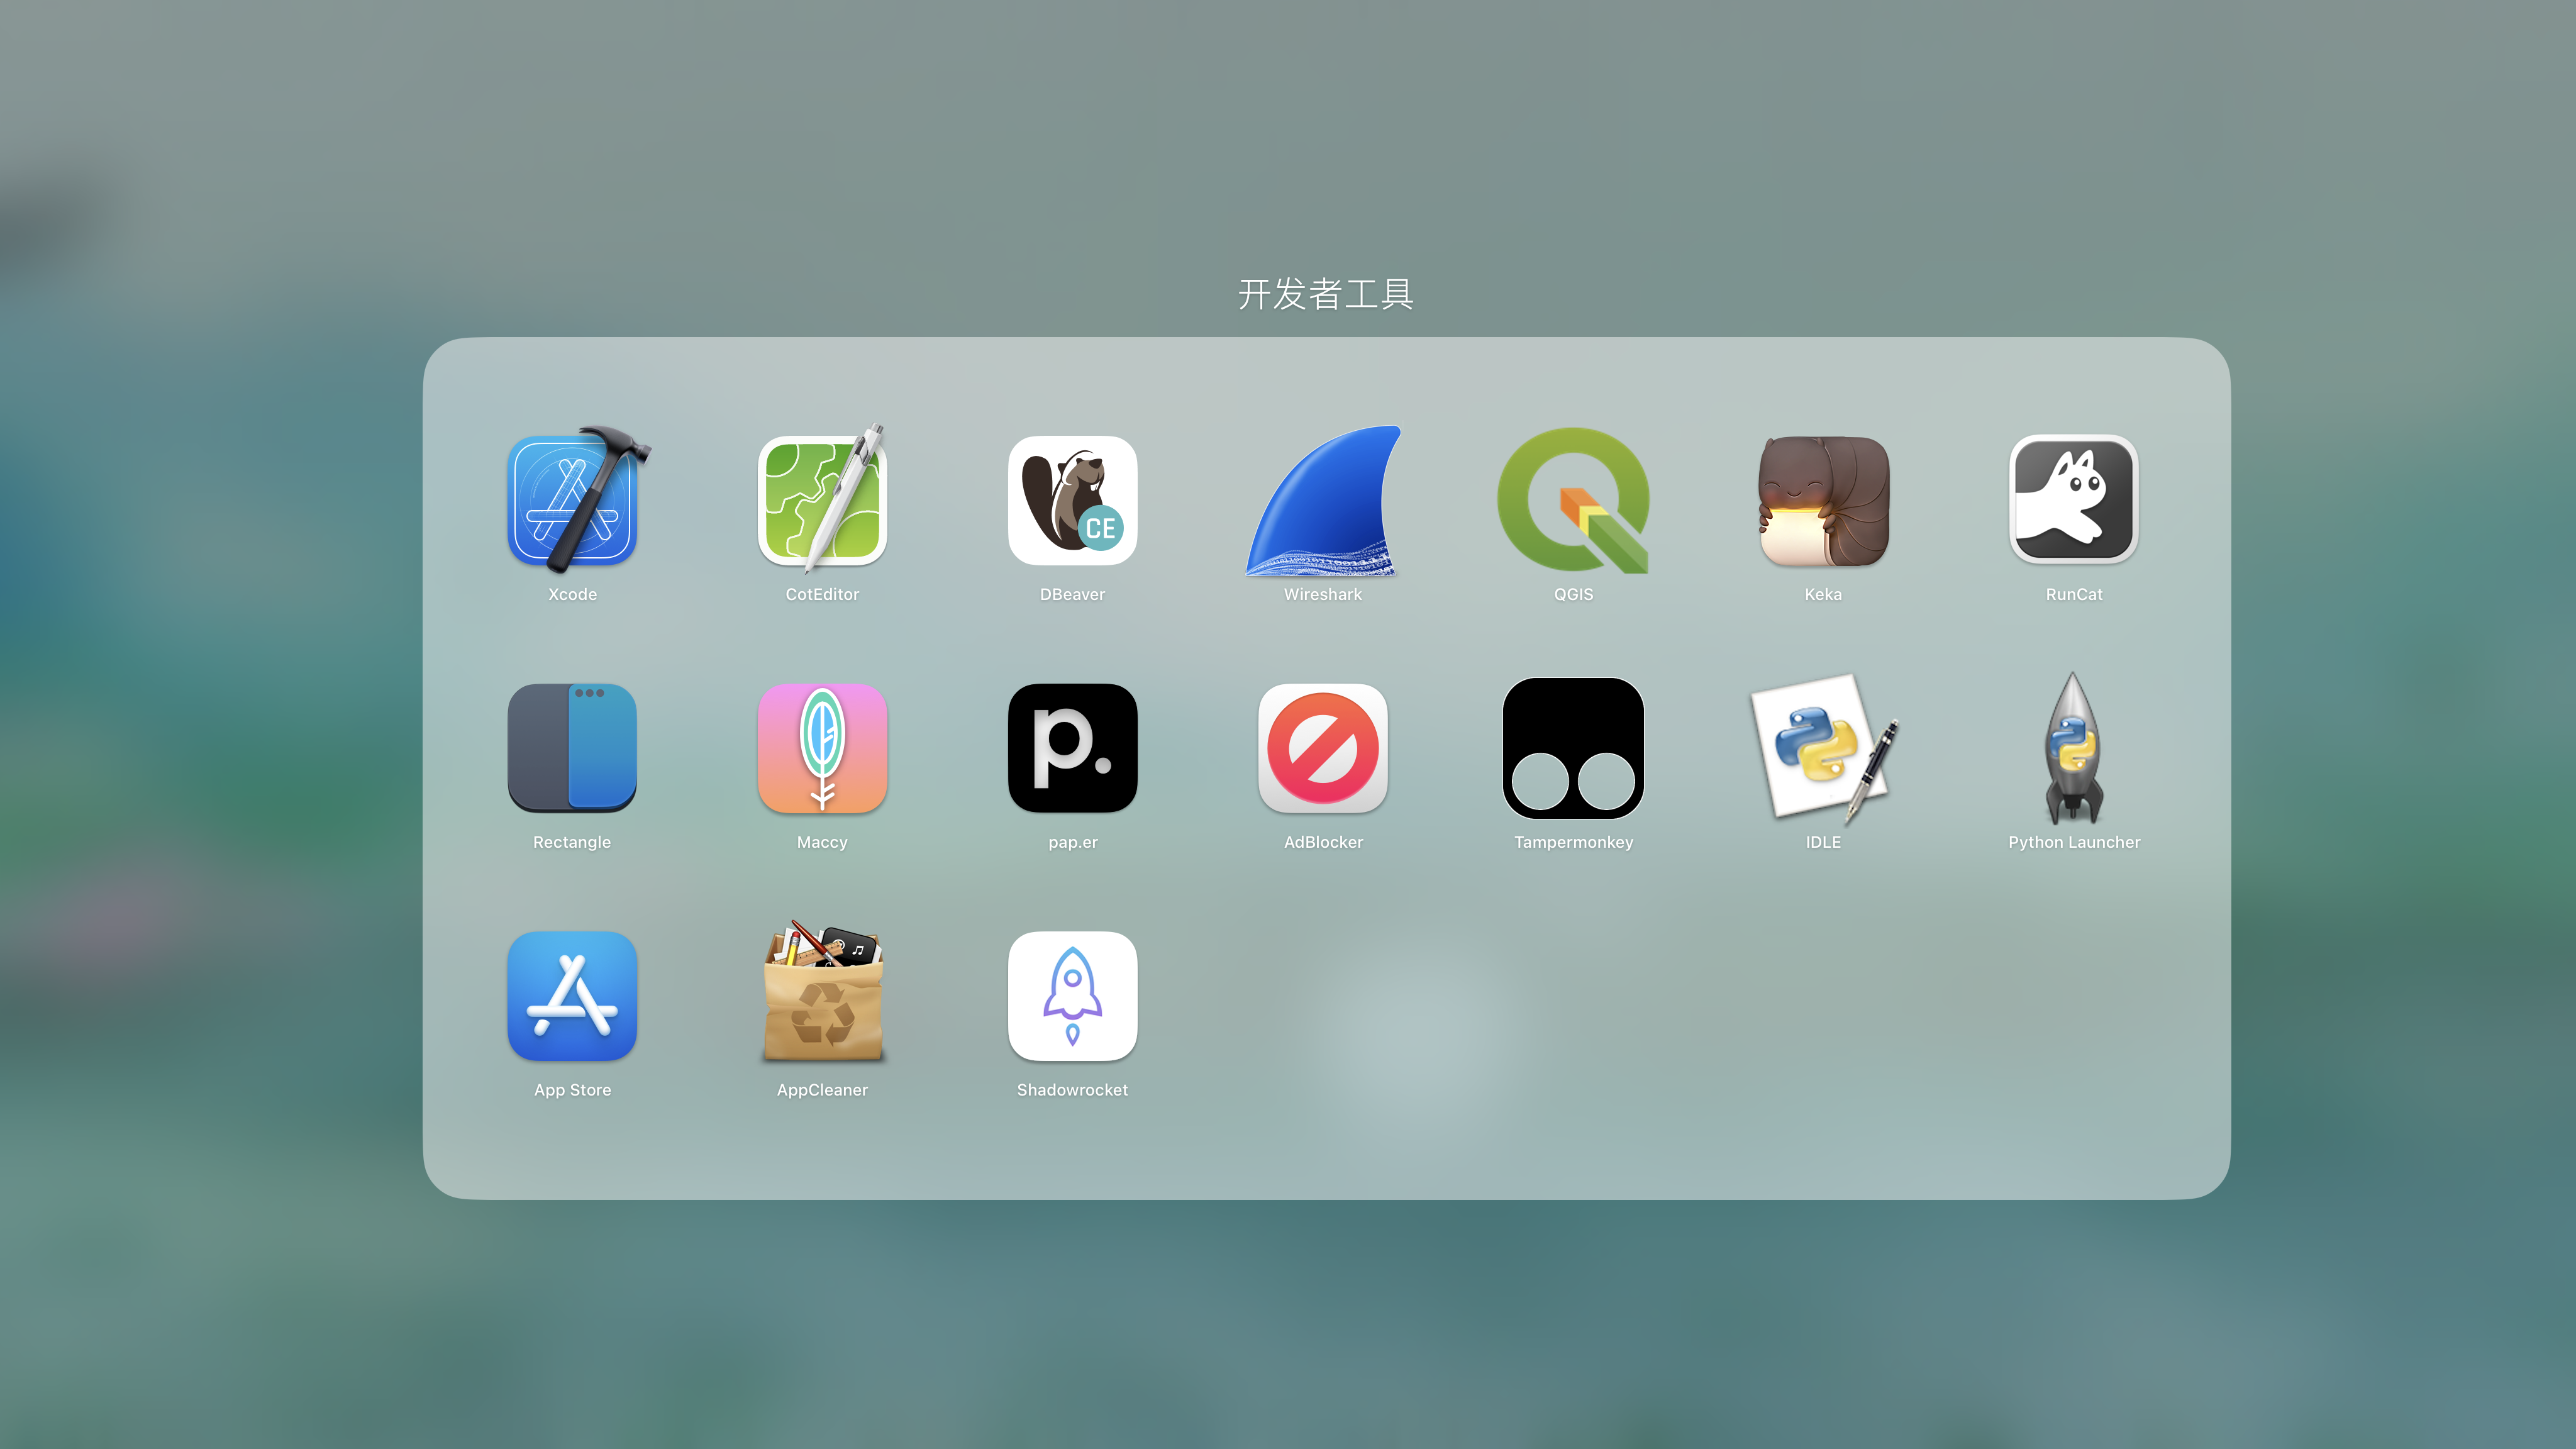 开发者工具
CE
Xcode
CotEditor
DBeaver
Wireshark
QGIS
Keka
RunCat
p.
Rectangle
Maccy
pap.er
AdBlocker
Tampermonkey
IDLE
Python Launcher
App Store
AppCleaner
Shadowrocket